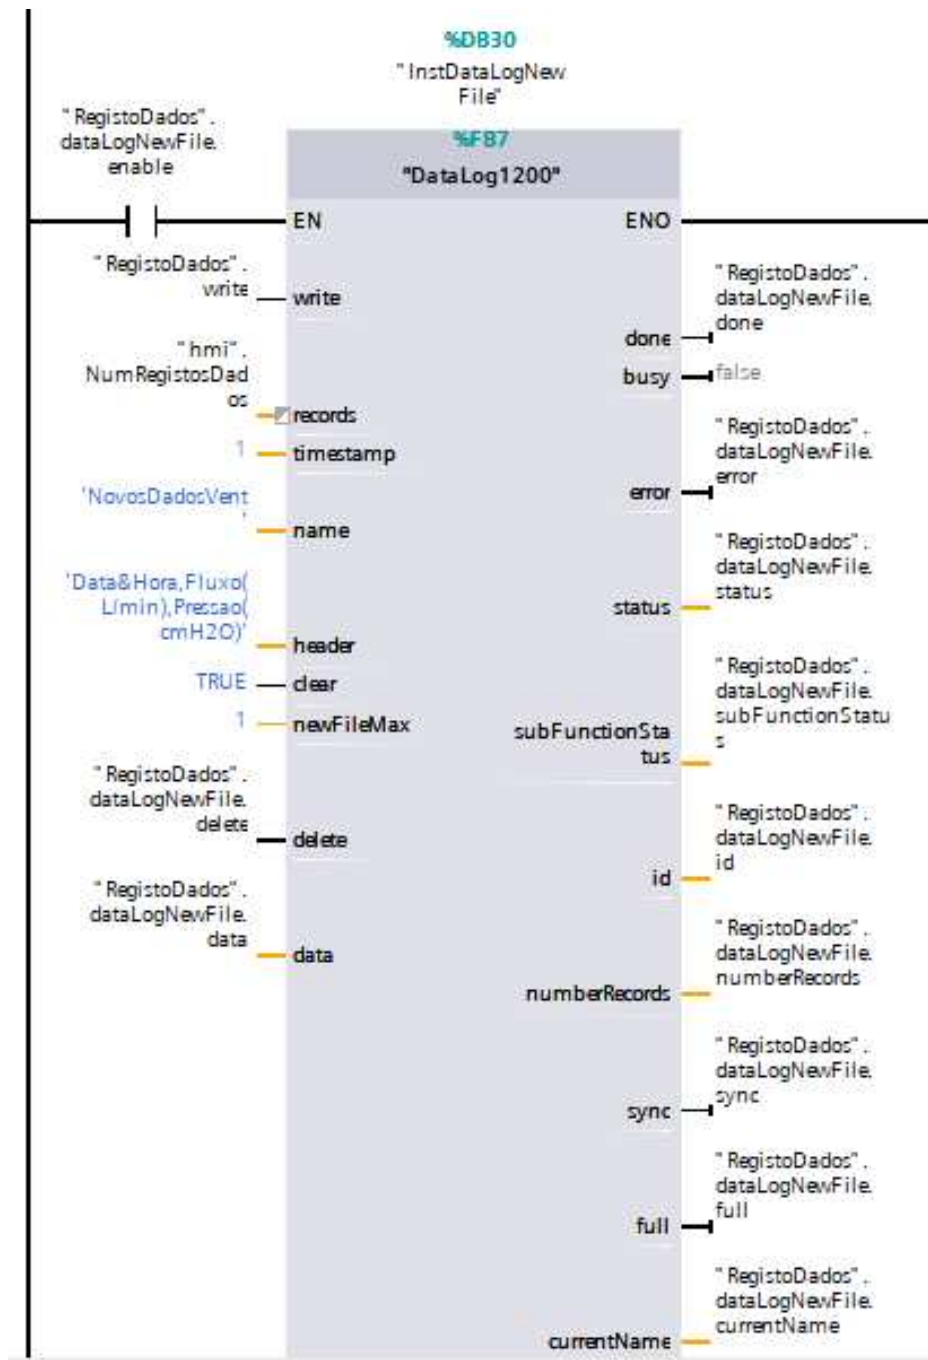 %DB30
"InstDataLogNew
File"
"RegistoDados".
dataLogNewFile.
enable
%FB7
"DataLog1200"
EN
ENO
"RegistoDados".
write
write
"RegistoDados".
dataLogNewFile.
done
done
busy
false
"hmi".
NumRegistosDad
os
records
1
timestamp
"RegistoDados".
dataLogNewFile.
error
error
'NovosDadosVent
'
name
"RegistoDados".
dataLogNewFile.
status
status
'Data&Hora,Fluxo(
L/min),Pressao(
cmH2O)'
header
TRUE
clear
1
newFileMax
"RegistoDados".
dataLogNewFile.
subFunctionStatu
s
subFunctionSta
tus
"RegistoDados".
dataLogNewFile.
delete
delete
"RegistoDados".
dataLogNewFile.
id
id
"RegistoDados".
dataLogNewFile.
data
data
"RegistoDados".
dataLogNewFile.
numberRecords
numberRecords
"RegistoDados".
dataLogNewFile.
sync
sync
"RegistoDados".
dataLogNewFile.
full
full
"RegistoDados".
dataLogNewFile.
currentName
currentName